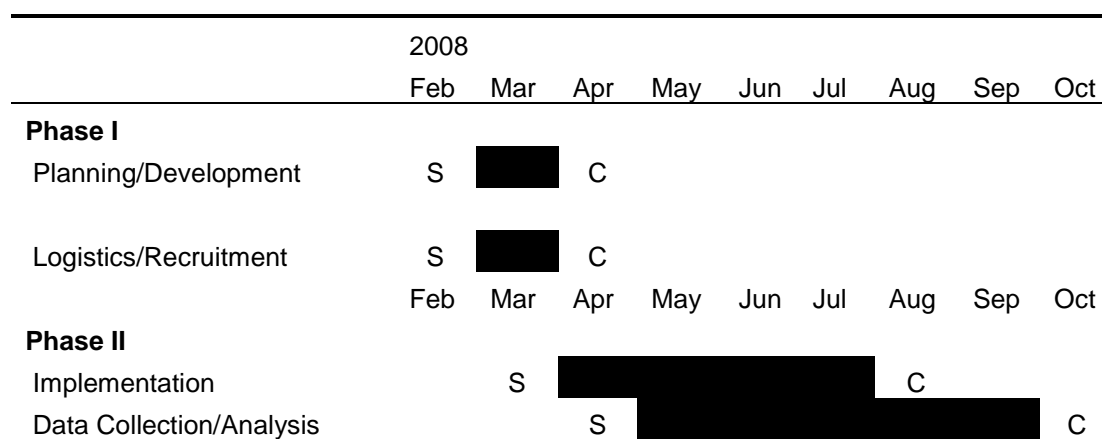 2008
Feb Mar Apr May Jun Jul Aug Sep Oct
Phase I
Planning/Development S C
Logistics/Recruitment S C
Feb Mar Apr May Jun Jul Aug Sep Oct
Phase II
Implementation S C
Data Collection/Analysis S C